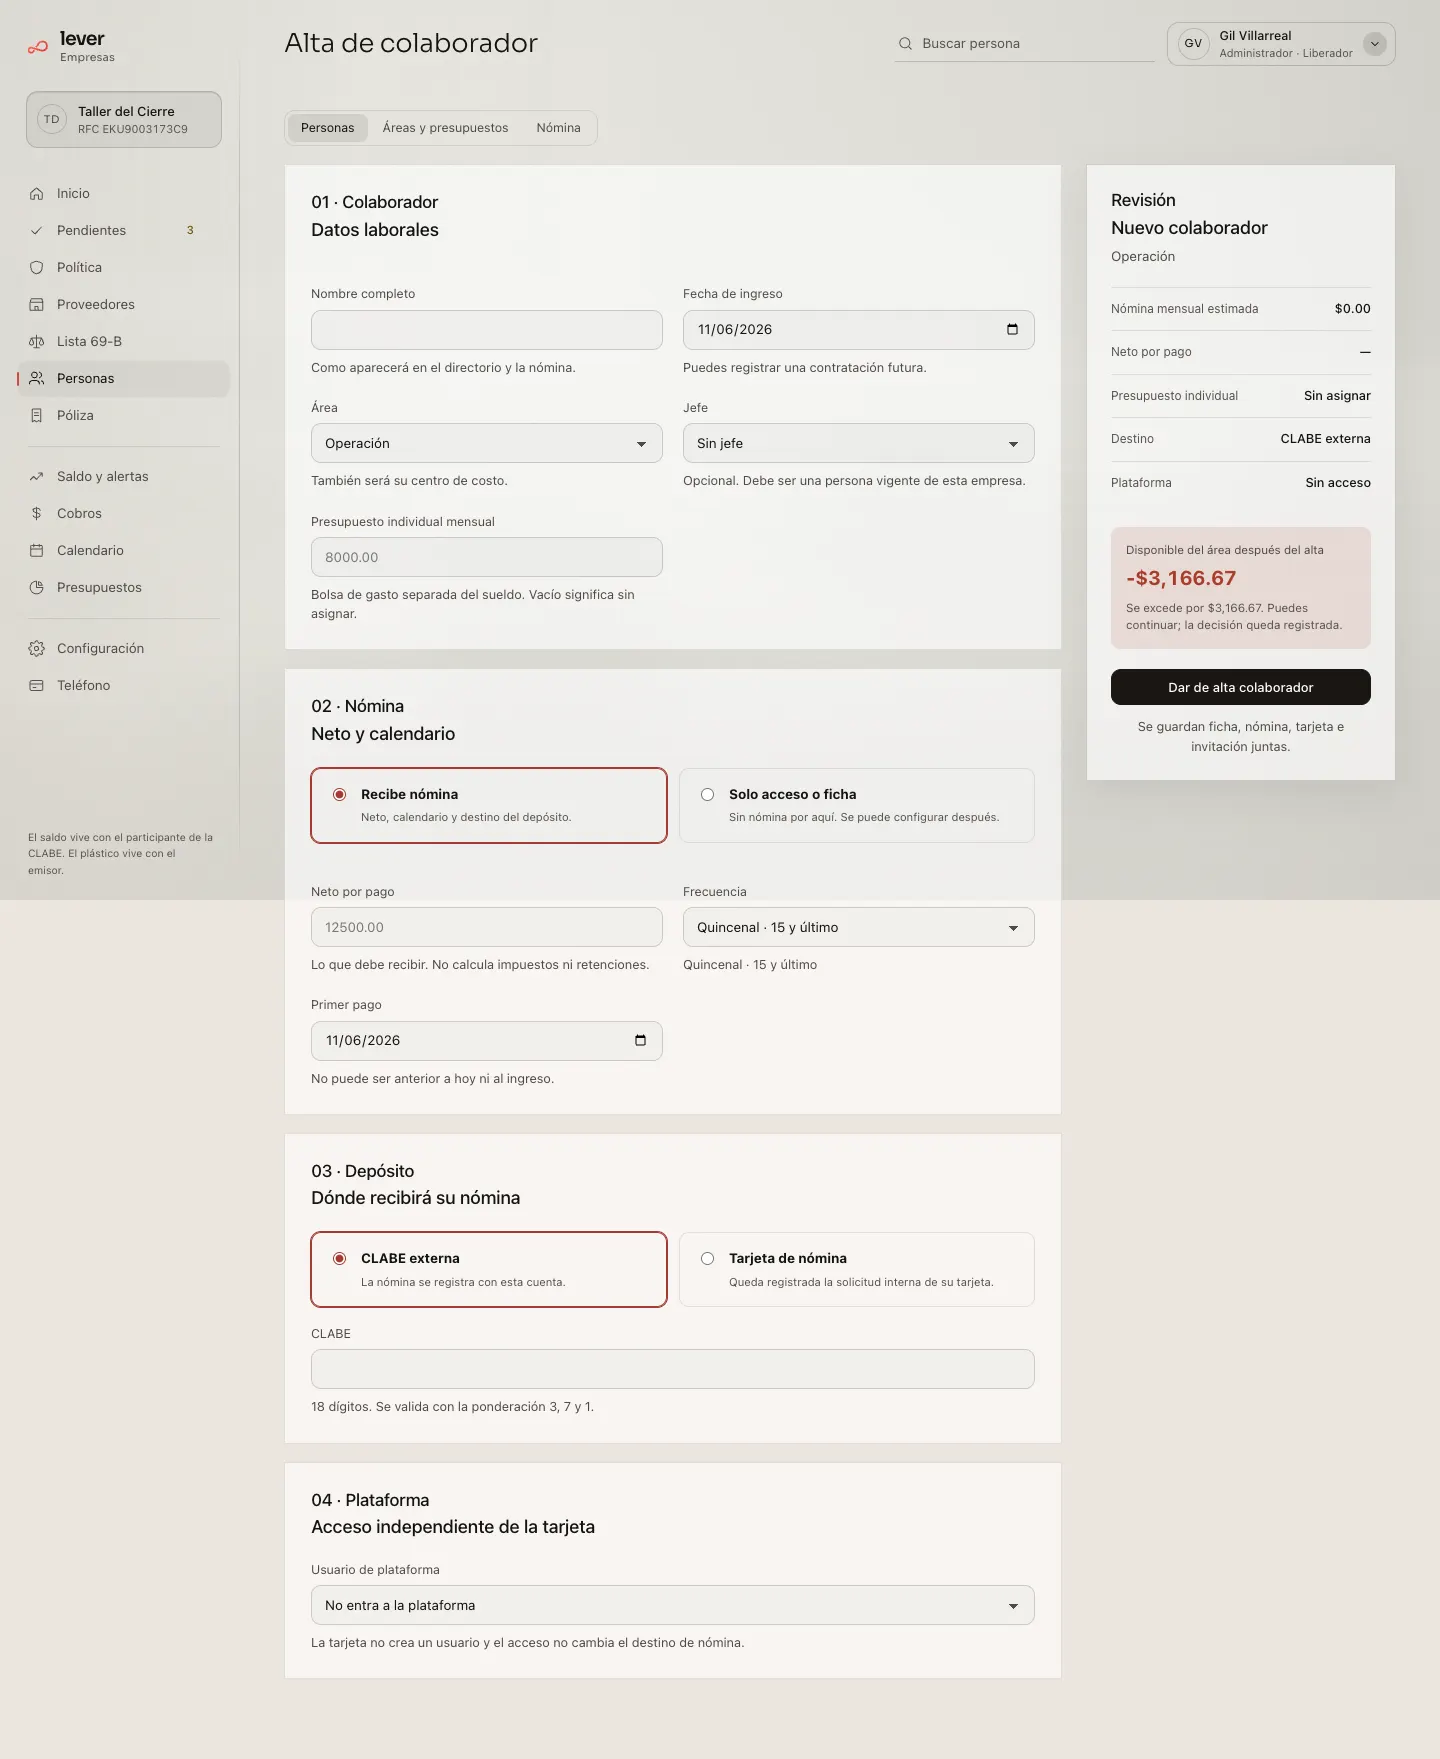 lever
Empresas
TD
Taller del Cierre
RFC EKU9003173C9
Inicio
Pendientes 3
Política
Proveedores
Lista 69-B
Personas
Póliza
Saldo y alertas
Cobros
Calendario
Presupuestos
Configuración
Teléfono
El saldo vive con el participante de la
CLABE. El plástico vive con el
emisor.
Alta de colaborador
Buscar persona
GV
Gil Villarreal
Administrador · Liberador
Personas Áreas y presupuestos Nómina
01 · Colaborador
Datos laborales
Nombre completo
Como aparecerá en el directorio y la nómina.
Fecha de ingreso
11/06/2026
Puedes registrar una contratación futura.
Área
Operación
También será su centro de costo.
Jefe
Sin jefe
Opcional. Debe ser una persona vigente de esta empresa.
Presupuesto individual mensual
8000.00
Bolsa de gasto separada del sueldo. Vacío significa sin
asignar.
02 · Nómina
Neto y calendario
Recibe nómina
Neto, calendario y destino del depósito.
Solo acceso o ficha
Sin nómina por aquí. Se puede configurar después.
Neto por pago
12500.00
Lo que debe recibir. No calcula impuestos ni retenciones.
Frecuencia
Quincenal · 15 y último
Quincenal · 15 y último
Primer pago
11/06/2026
No puede ser anterior a hoy ni al ingreso.
03 · Depósito
Dónde recibirá su nómina
CLABE externa
La nómina se registra con esta cuenta.
Tarjeta de nómina
Queda registrada la solicitud interna de su tarjeta.
CLABE
18 dígitos. Se valida con la ponderación 3, 7 y 1.
04 · Plataforma
Acceso independiente de la tarjeta
Usuario de plataforma
No entra a la plataforma
La tarjeta no crea un usuario y el acceso no cambia el destino de nómina.
Revisión
Nuevo colaborador
Operación
Nómina mensual estimada $0.00
Neto por pago —
Presupuesto individual Sin asignar
Destino CLABE externa
Plataforma Sin acceso
Disponible del área después del alta
-$3,166.67
Se excede por $3,166.67. Puedes
continuar; la decisión queda registrada.
Dar de alta colaborador
Se guardan ficha, nómina, tarjeta e
invitación juntas.